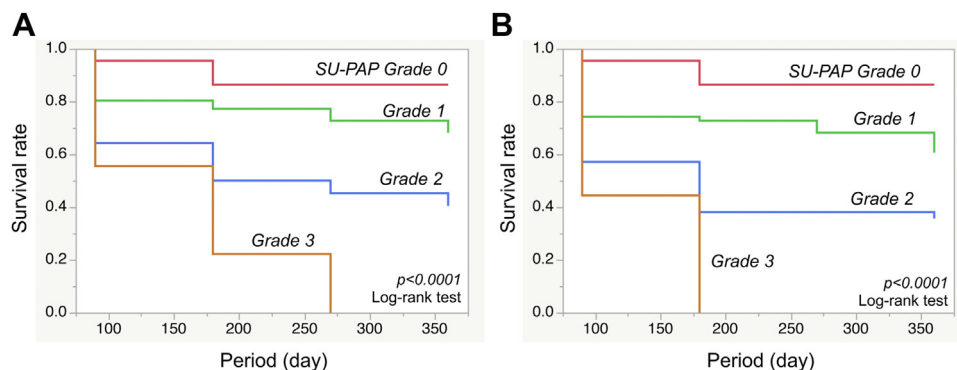 A
1.0
0.8
0.6
0.4
0.2
0.0
Survival rate
SU-PAP Grade 0
Grade 1
Grade 2
Grade 3
p<0.0001
Log-rank test
100 150 200 250 300 350
Period (day)
B
1.0
0.8
0.6
0.4
0.2
0.0
Survival rate
SU-PAP Grade 0
Grade 1
Grade 2
Grade 3
p<0.0001
Log-rank test
100 150 200 250 300 350
Period (day)